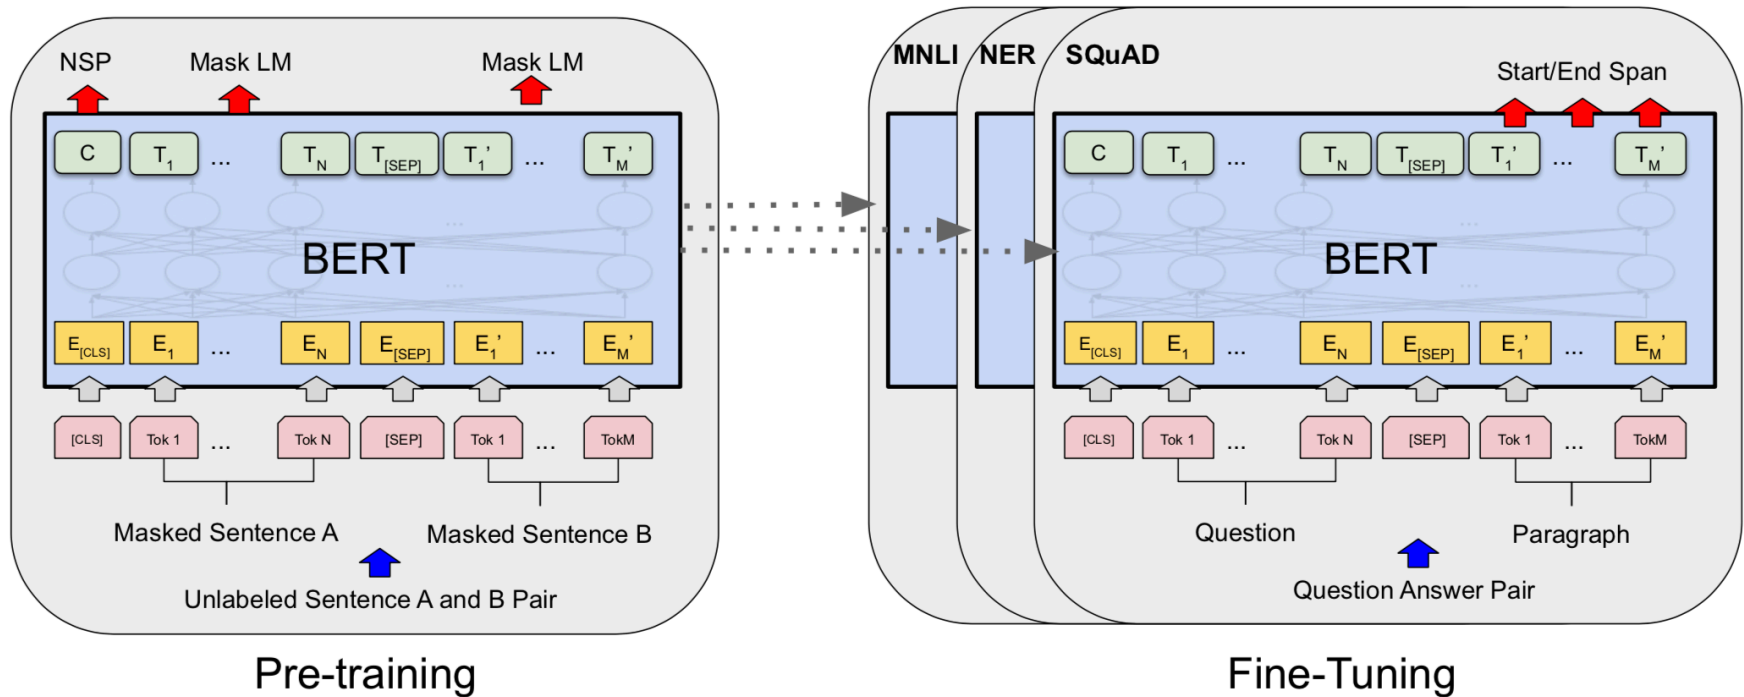 NSP Mask LM Mask LM
C T1 ... TN T[SEP] T1’ ... TM’
...
BERT
...
E[CLS] E1 ... EN E[SEP] E1’ ... EM’
[CLS] Tok 1 ... Tok N [SEP] Tok 1 ... TokM
Masked Sentence A Masked Sentence B
Unlabeled Sentence A and B Pair
Pre-training
MNLI NER SQuAD
Start/End Span
C T1 ... TN T[SEP] T1’ ... TM’
...
BERT
...
E[CLS] E1 ... EN E[SEP] E1’ ... EM’
[CLS] Tok 1 ... Tok N [SEP] Tok 1 ... TokM
Question Paragraph
Question Answer Pair
Fine-Tuning